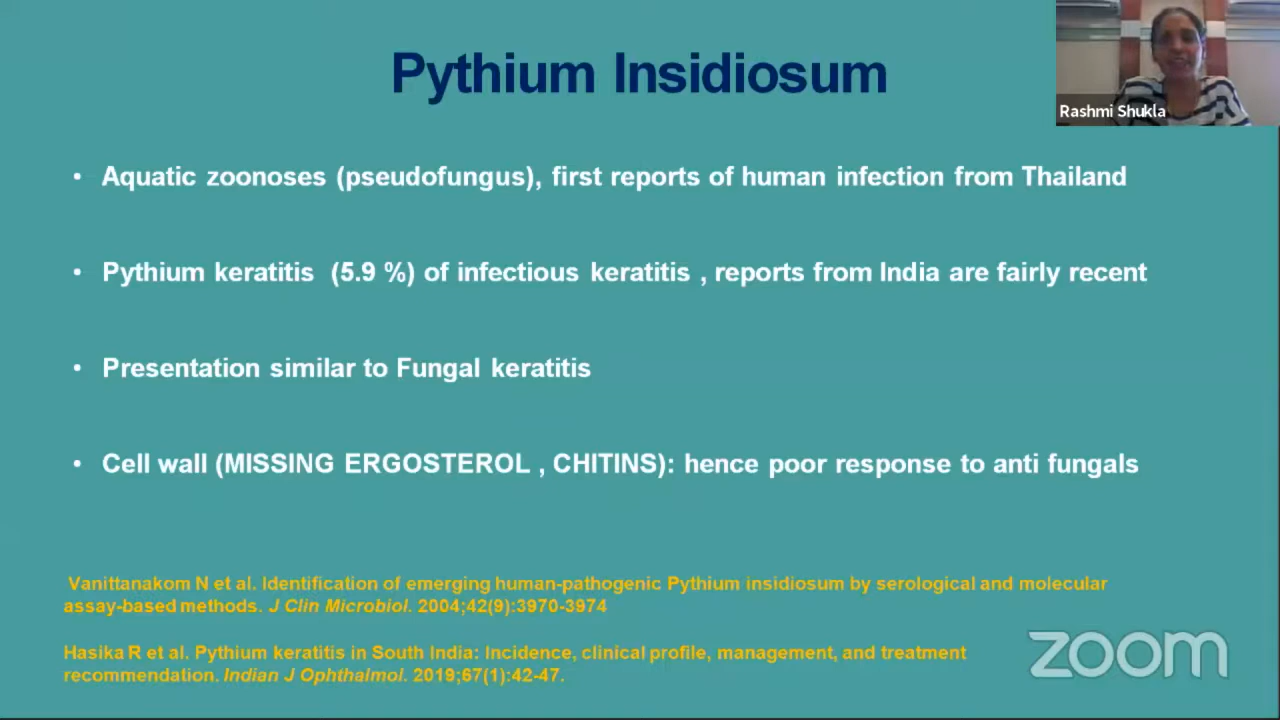 Pythium Insidiosum
Rashmi Shukla
• Aquatic zoonoses (pseudofungus), first reports of human infection from Thailand
• Pythium keratitis (5.9 %) of infectious keratitis , reports from India are fairly recent
• Presentation similar to Fungal keratitis
• Cell wall (MISSING ERGOSTEROL , CHITINS): hence poor response to anti fungals
Vanittanakom N et al. Identification of emerging human-pathogenic Pythium insidiosum by serological and molecular
assay-based methods. J Clin Microbiol. 2004;42(9):3970-3974
Hasika R et al. Pythium keratitis in South India: Incidence, clinical profile, management, and treatment
recommendation. Indian J Ophthalmol. 2019;67(1):42-47.
zoom